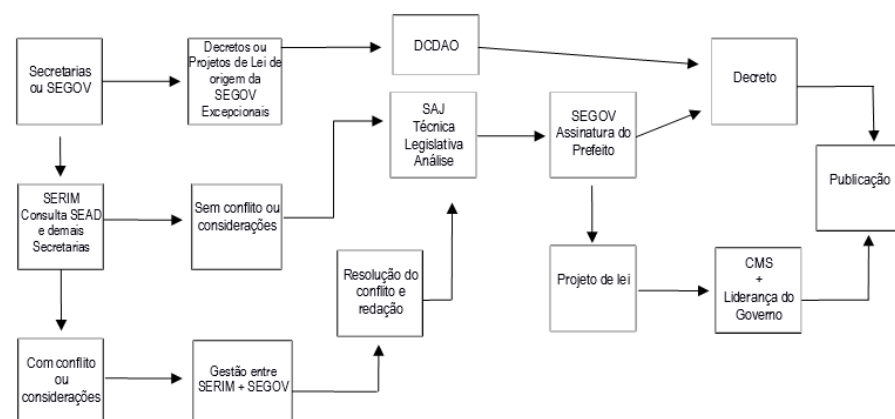 Secretarias
ou SEGOV
Decretos ou
Projetos de Lei de
origem da
SEGOV
Excepcionais
DCDAO
Decreto
SERIM
Consulta SEAD
e demais
Secretarias
Sem conflito ou
considerações
SAJ
Técnica
Legislativa
Análise
SEGOV
Assinatura do
Prefeito
Publicação
Com conflito
ou
considerações
Gestão entre
SERIM + SEGOV
Resolução do
conflito e
redação
Projeto de lei
CMS
+
Liderança do
Governo